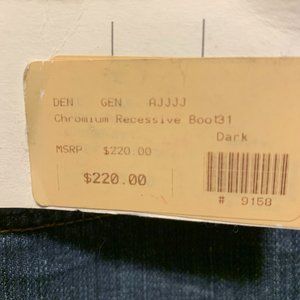 DEN GEN AJJJJ
Chromium Recessive Boot31
Dark
MSRP $220.00
$220.00
# 9158